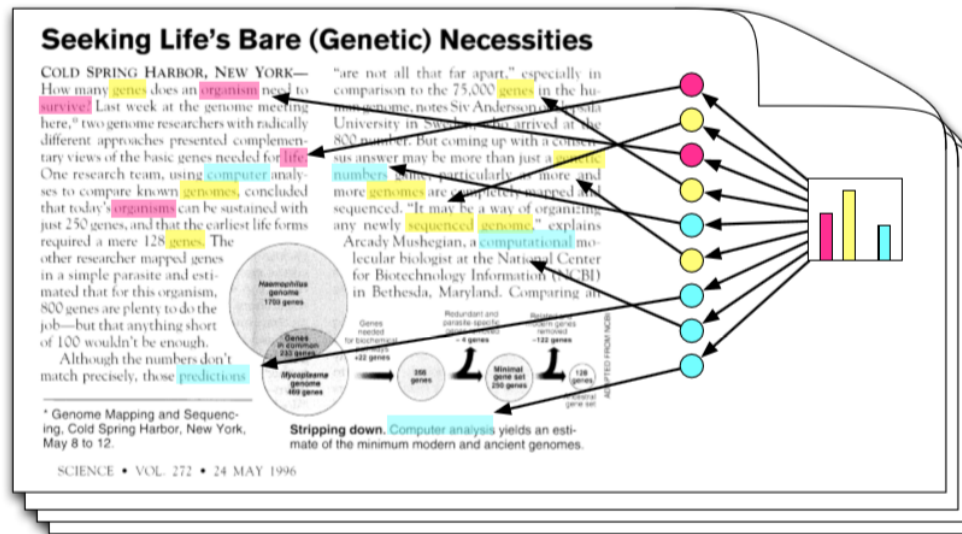 Seeking Life's Bare (Genetic) Necessities
COLD SPRING HARBOR, NEW YORK—
How many genes does an organism need to
survive? Last week at the genome meeting
here,* two genome researchers with radically
different approaches presented complemen-
tary views of the basic genes needed for life.
One research team, using computer analy-
ses to compare known genomes, concluded
that today's organisms can be sustained with
just 250 genes, and that the earliest life forms
required a mere 128 genes. The
other researcher mapped genes
in a simple parasite and esti-
mated that for this organism,
800 genes are plenty to do the
job—but that anything short
of 100 wouldn't be enough.
Although the numbers don't
match precisely, those predictions
* Genome Mapping and Sequenc-
ing, Cold Spring Harbor, New York,
May 8 to 12.
"are not all that far apart," especially in
comparison to the 75,000 genes in the hu-
man genome, notes Siv Andersson
University in arrived at the
800 number. But coming up with a consen-
sus answer may be more than just a genetic
numbers particularly more and
more genomes are completely mapped and
sequenced. "It may be a way of organizing
any newly sequenced genome," explains
Arcady Mushegian, a computational mo-
lecular biologist at the National Center
for Biotechnology Information (NCBI)
in Bethesda, Maryland. Comparing an
Haemophilus
genome
1703 genes
Genes
in common
233 genes
Mycoplasma
genome
469 genes
Genes
needed
for biochemical
+22 genes
256
genes
Redundant and
parasite-specific
– 4 genes
Minimal
gene set
250 genes
removed
–122 genes
128
genes
gene set
ADAPTED FROM NCBI
Stripping down. Computer analysis yields an esti-
mate of the minimum modern and ancient genomes.
SCIENCE • VOL. 272 • 24 MAY 1996